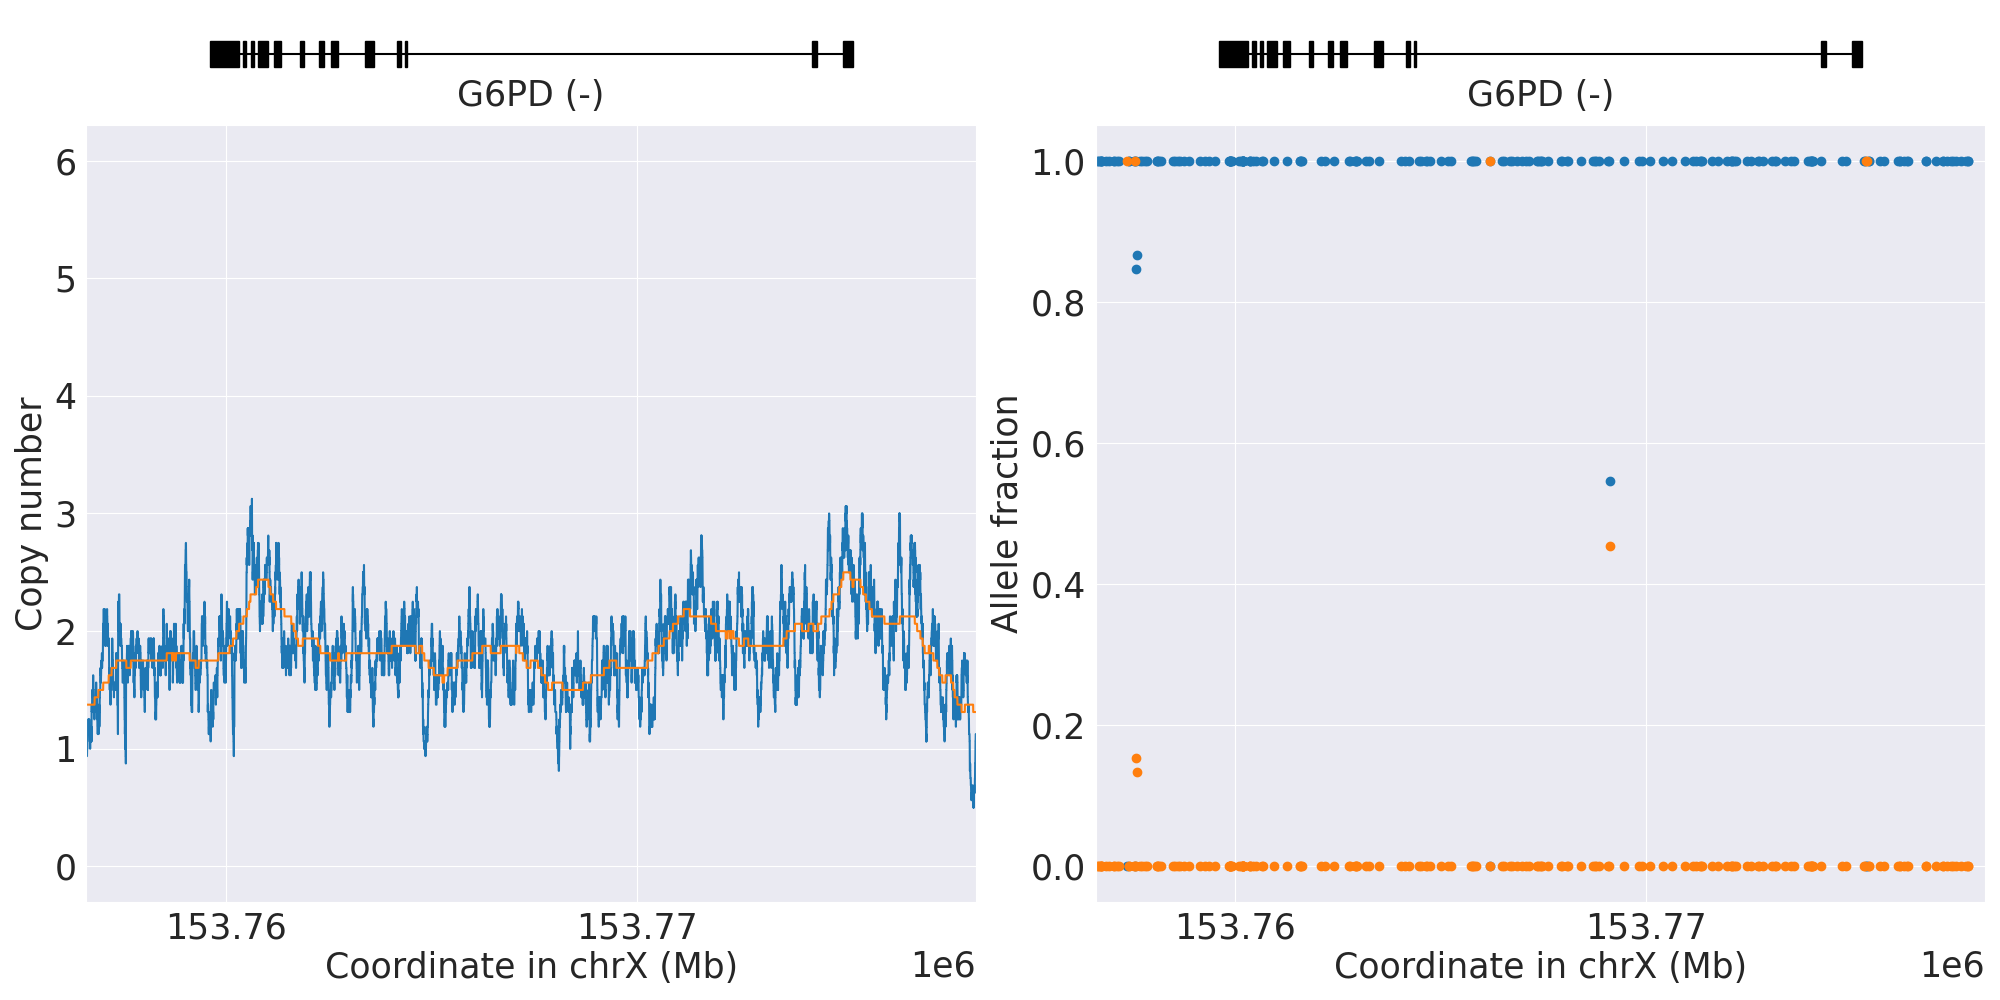 G6PD (-)
6
5
4
3
2
1
0
Copy number
153.76
153.77
Coordinate in chrX (Mb)
1e6
G6PD (-)
1.0
0.8
0.6
0.4
0.2
0.0
Allele fraction
153.76
153.77
Coordinate in chrX (Mb)
1e6